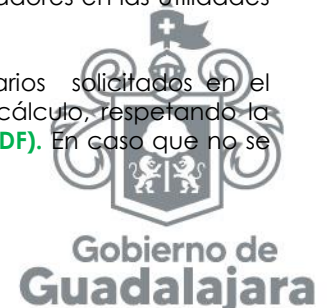 adores en las utilidades
arios solicitados en el
cálculo, respetando la
DF). En caso que no se
Gobierno de
Guadalajara